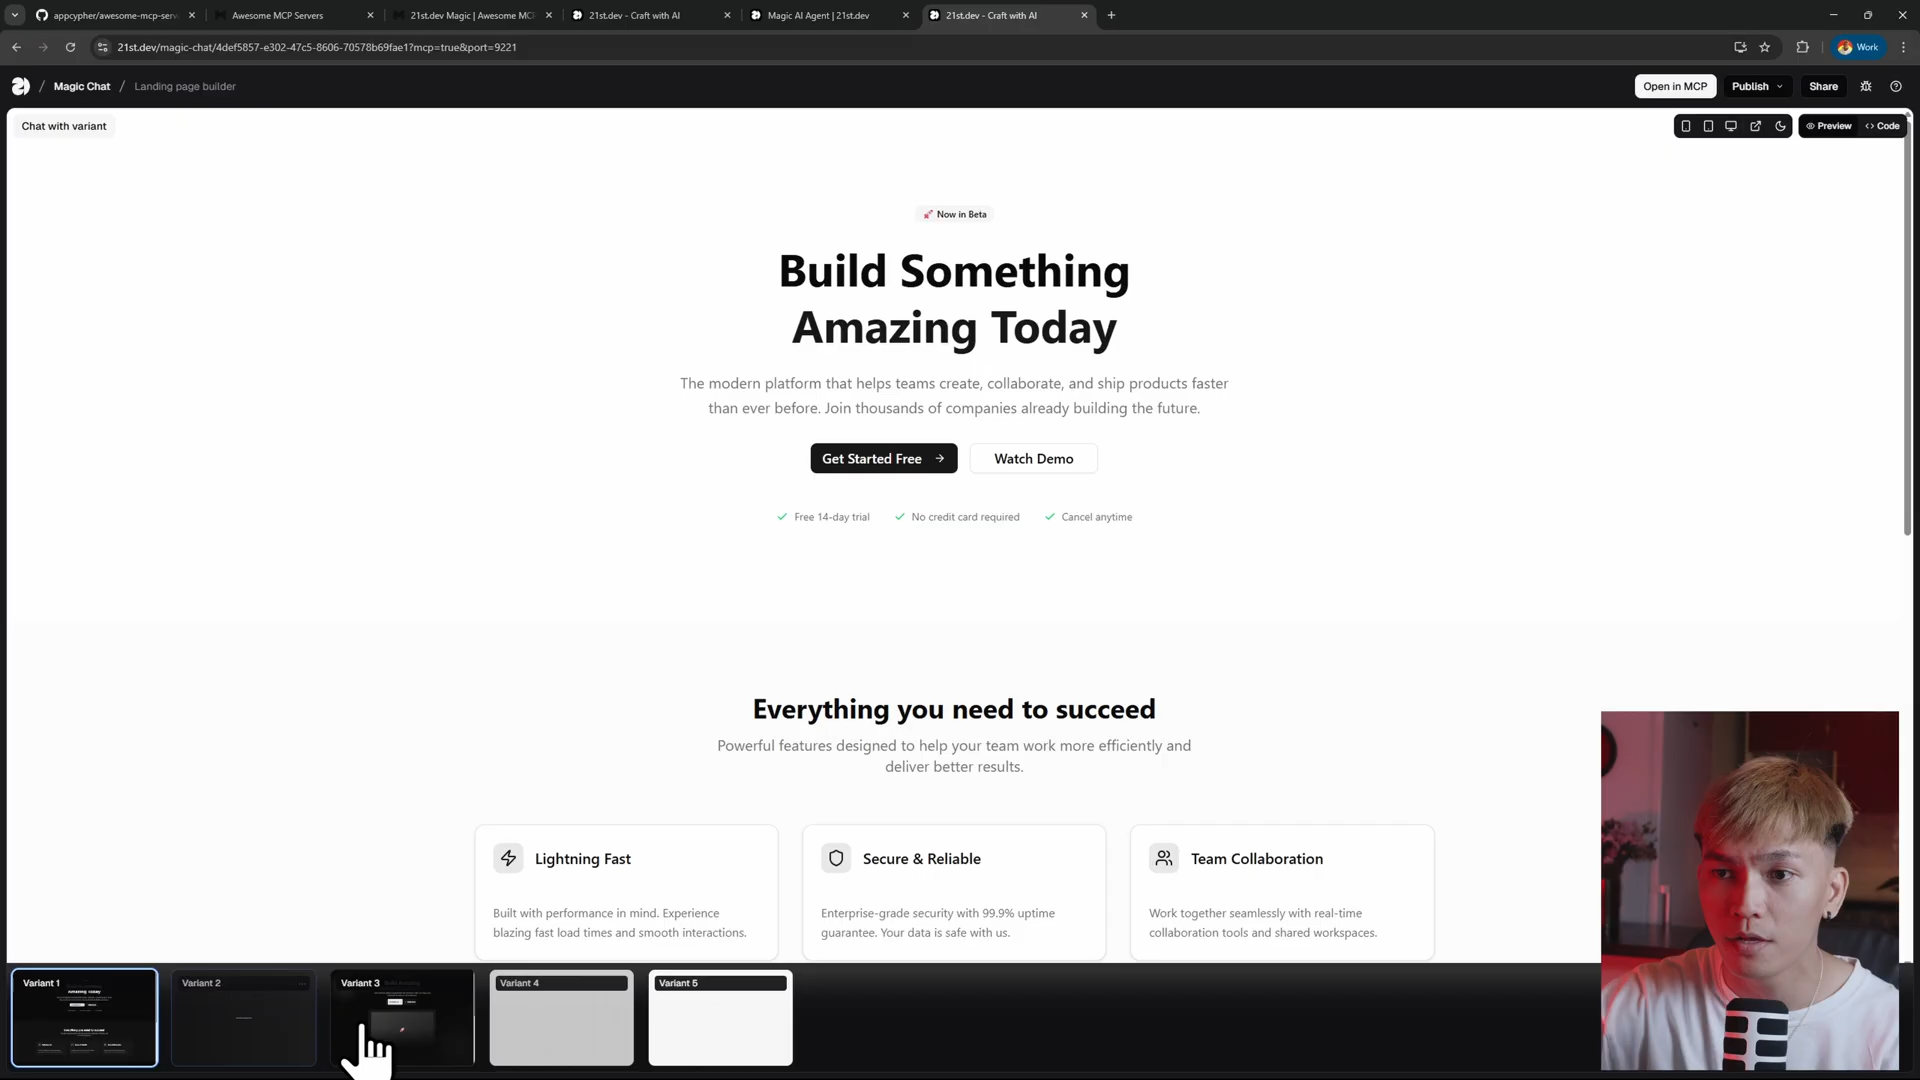 appcypher/awesome-mcp-serv
Awesome MCP Servers
21st.dev Magic | Awesome MC
21st.dev - Craft with AI
Magic AI Agent | 21st.dev
21st.dev - Craft with AI
21st.dev/magic-chat/4def5857-e302-47c5-8606-70578b69fae1?mcp=true&port=9221
Work
/ Magic Chat / Landing page builder
Open in MCP
Publish
Share
Chat with variant
Preview
Code
Now in Beta
Build Something
Amazing Today
The modern platform that helps teams create, collaborate, and ship products faster
than ever before. Join thousands of companies already building the future.
Get Started Free
Watch Demo
Free 14-day trial
No credit card required
Cancel anytime
Everything you need to succeed
Powerful features designed to help your team work more efficiently and
deliver better results.
Lightning Fast
Built with performance in mind. Experience
blazing fast load times and smooth interactions.
Secure & Reliable
Enterprise-grade security with 99.9% uptime
guarantee. Your data is safe with us.
Team Collaboration
Work together seamlessly with real-time
collaboration tools and shared workspaces.
Variant 1
Amazing Today
Variant 2
Variant 3
Variant 4
Variant 5